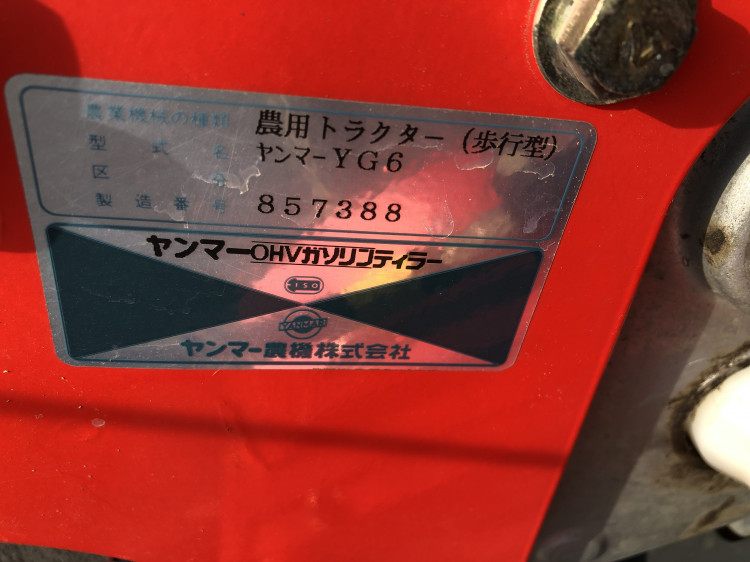 農業機械の種類 農用トラクター(歩行型)
型式名 ヤンマーYG6
区分
製造番号 857388
ヤンマーOHVガソリンティラー
ISO
YANMAR
ヤンマー農機株式会社